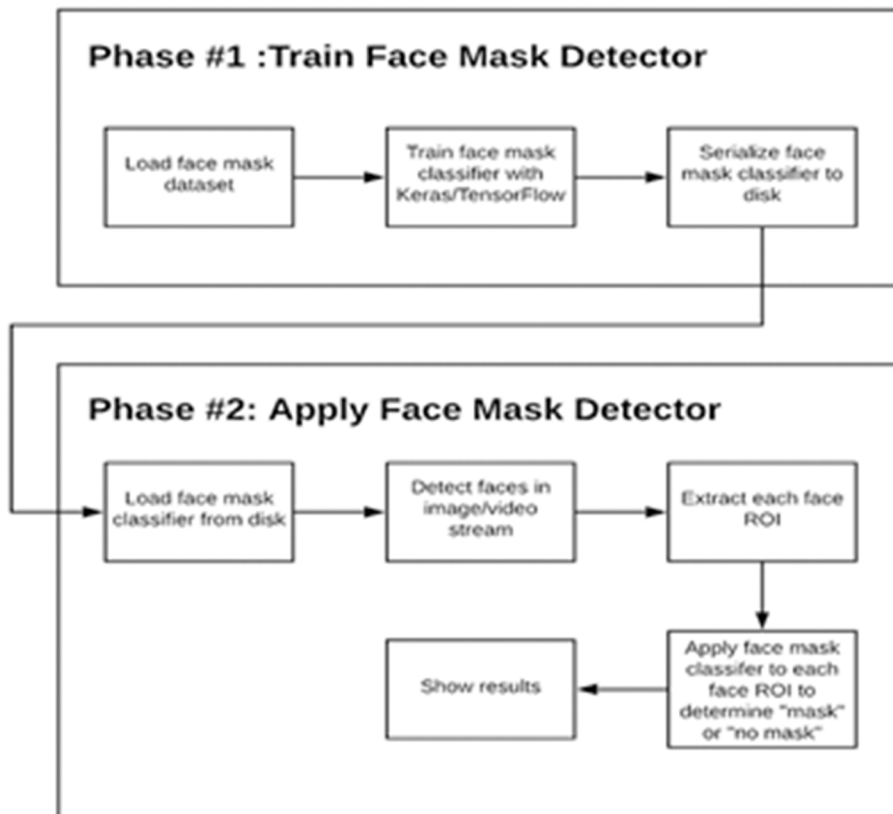 Phase #1 :Train Face Mask Detector
Load face mask
dataset
Train face mask
classifier with
Keras/TensorFlow
Serialize face
mask classifier to
disk
Phase #2: Apply Face Mask Detector
Load face mask
classifier from disk
Detect faces in
image/video
stream
Extract each face
ROI
Apply face mask
classifer to each
face ROI to
determine "mask"
or "no mask"
Show results